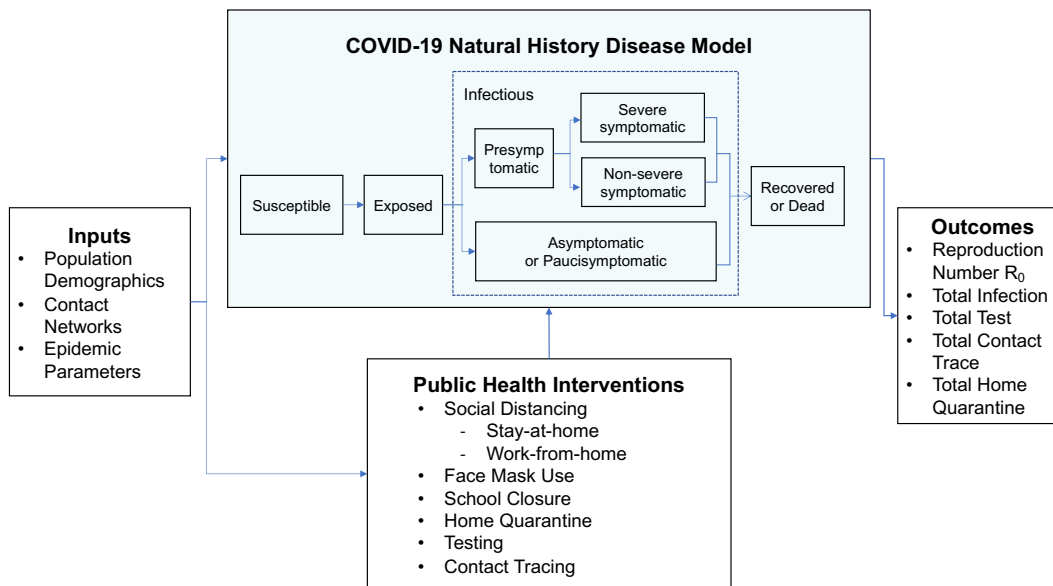 COVID-19 Natural History Disease Model
Infectious
Severe
symptomatic
Presymp
tomatic
Non-severe
symptomatic
Susceptible
Exposed
Recovered
or Dead
Asymptomatic
or Paucisymptomatic
Inputs
• Population
Demographics
• Contact
Networks
• Epidemic
Parameters
Outcomes
• Reproduction
Number R₀
• Total Infection
• Total Test
• Total Contact
Trace
• Total Home
Quarantine
Public Health Interventions
• Social Distancing
- Stay-at-home
- Work-from-home
• Face Mask Use
• School Closure
• Home Quarantine
• Testing
• Contact Tracing